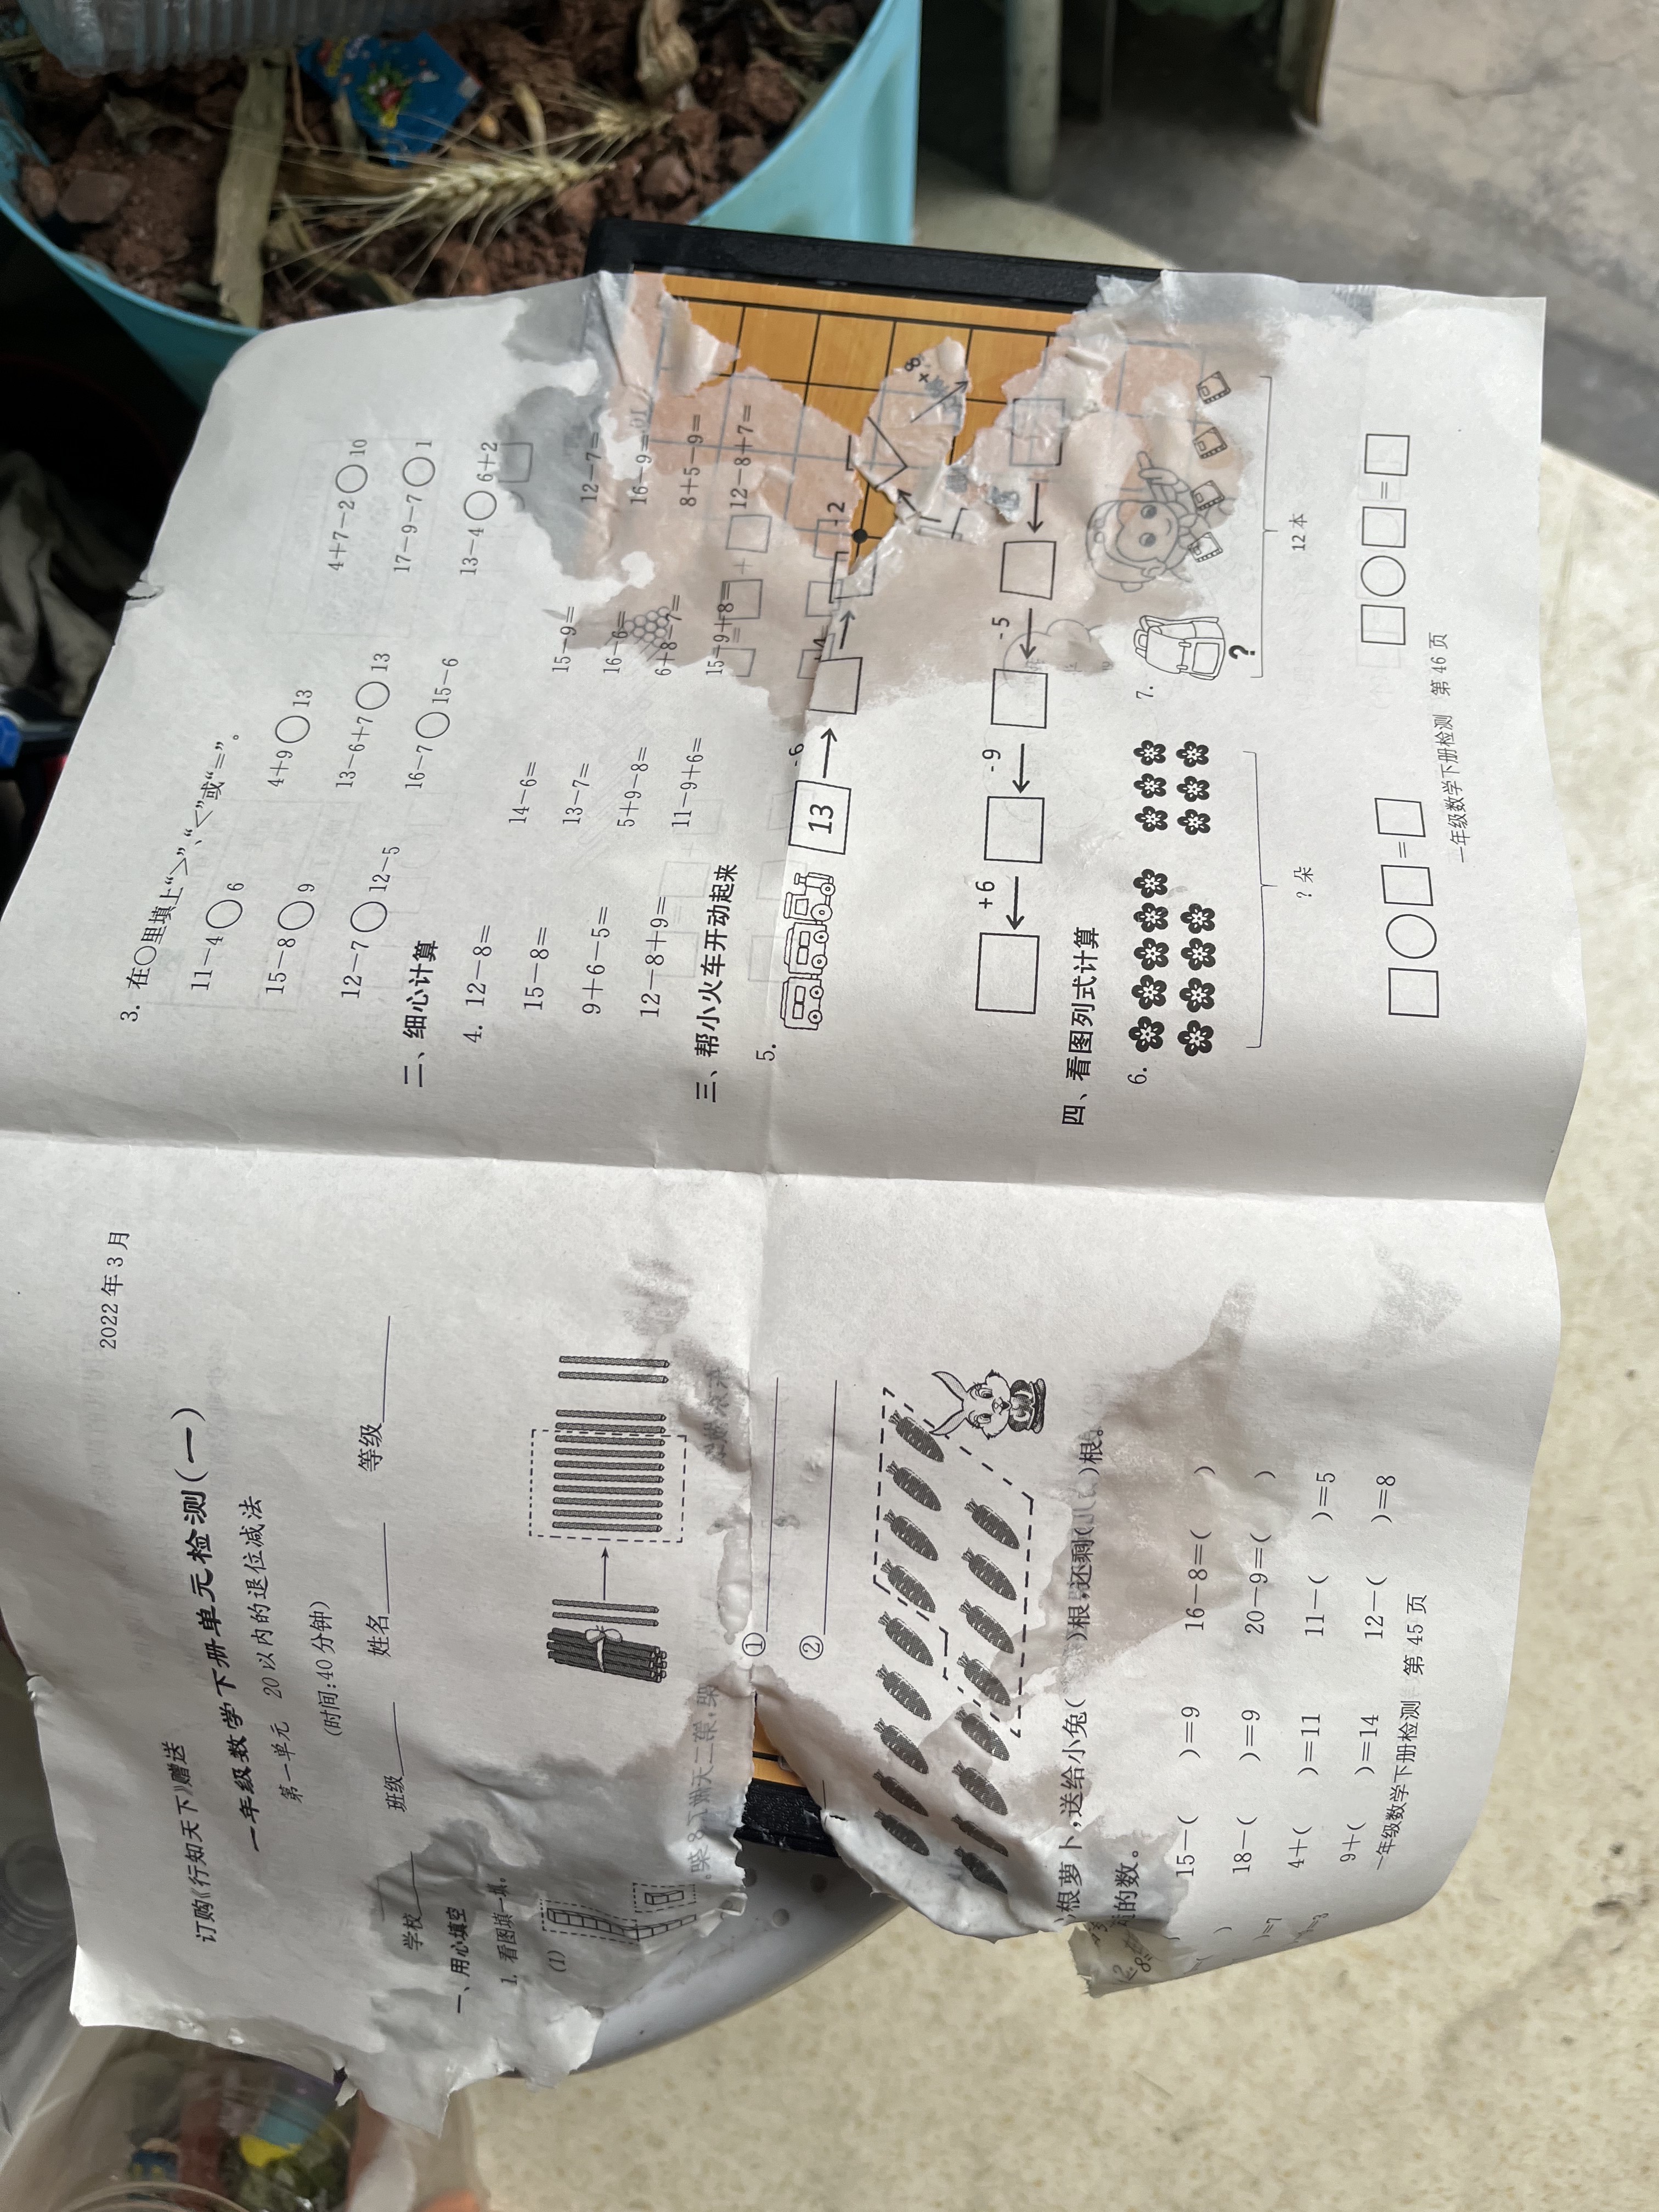 订购《行知天下》赠送
2022年3月
一年级数学下册单元检测(一)
第一单元 20以内的退位减法
(时间:40分钟)
学校 班级 姓名 等级
一、用心填空
1. 看图填一填。
(1)
①
②
根萝卜,送给小兔( )根,还剩( )根。
的数。
15-( )=9 16-8=( )
18-( )=9 20-9=( )
4+( )=11 11-( )=5
9+( )=14 12-( )=8
一年级数学下册检测 第45页
3. 在○里填上“>”、“<”或“=”。
11-4○6 4+9○13 4+7-2○10
15-8○9 13-6+7○13 17-9-7○1
12-7○12-5 16-7○15-6 13-4○6+2
二、细心计算
4. 12-8= 14-6= 15-9= 12-7=
15-8= 13-7= 16-6= 16-9=
9+6-5= 5+9-8= 6+8-7= 8+5-9=
12-8+9= 11-9+6= 15-9+8= 12-8+7=
三、帮小火车开动起来
5. 13 -6 -2
+8
+6 -9 -5
四、看图列式计算
6. 7.
?
?朵 12本
□○□=□ □○□=□
一年级数学下册检测 第46页